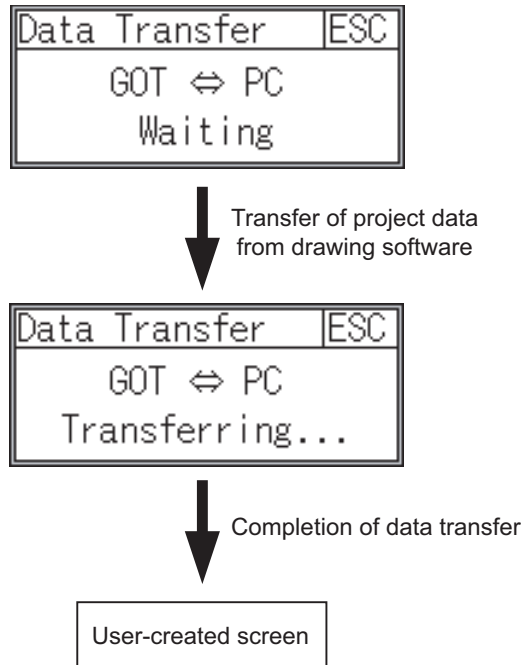 Data Transfer ESC
GOT ⇔ PC
Waiting
Transfer of project data
from drawing software
Data Transfer ESC
GOT ⇔ PC
Transferring...
Completion of data transfer
User-created screen